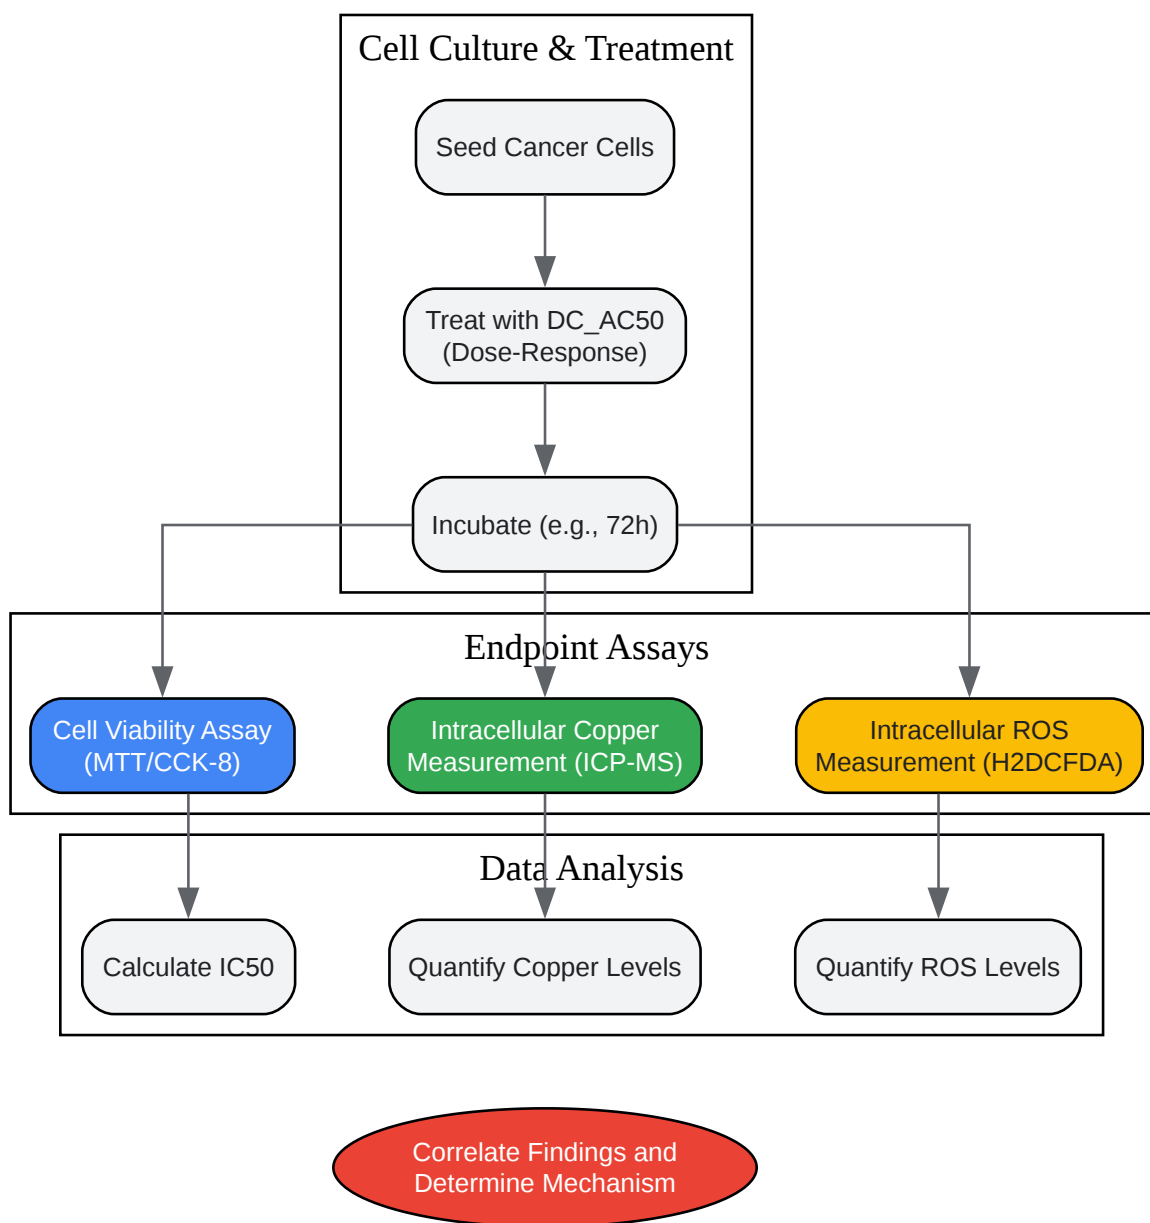 Cell Culture & Treatment
Seed Cancer Cells
Treat with DC_AC50
(Dose-Response)
Incubate (e.g., 72h)
Endpoint Assays
Cell Viability Assay
(MTT/CCK-8)
Intracellular Copper
Measurement (ICP-MS)
Intracellular ROS
Measurement (H2DCFDA)
Data Analysis
Calculate IC50
Quantify Copper Levels
Quantify ROS Levels
Correlate Findings and
Determine Mechanism